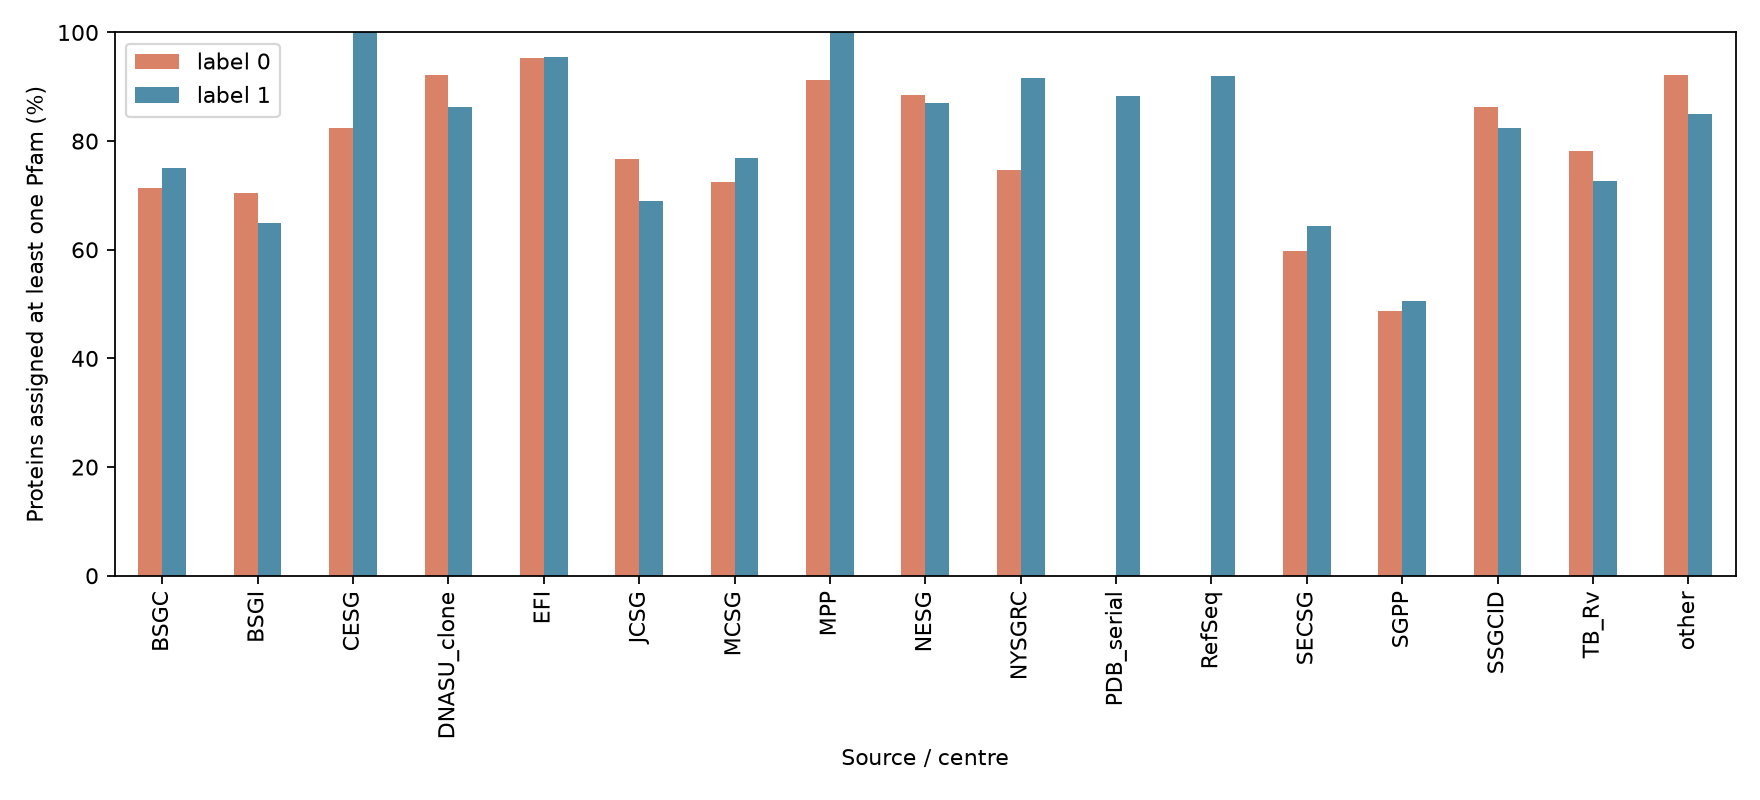 100
80
60
40
20
0
Proteins assigned at least one Pfam (%)
label 0
label 1
BSGC
BSGI
CESG
DNASU_clone
EFI
JCSG
MCSG
MPP
NESG
NYSGRC
PDB_serial
RefSeq
SECSG
SGPP
SSGCID
TB_Rv
other
Source / centre